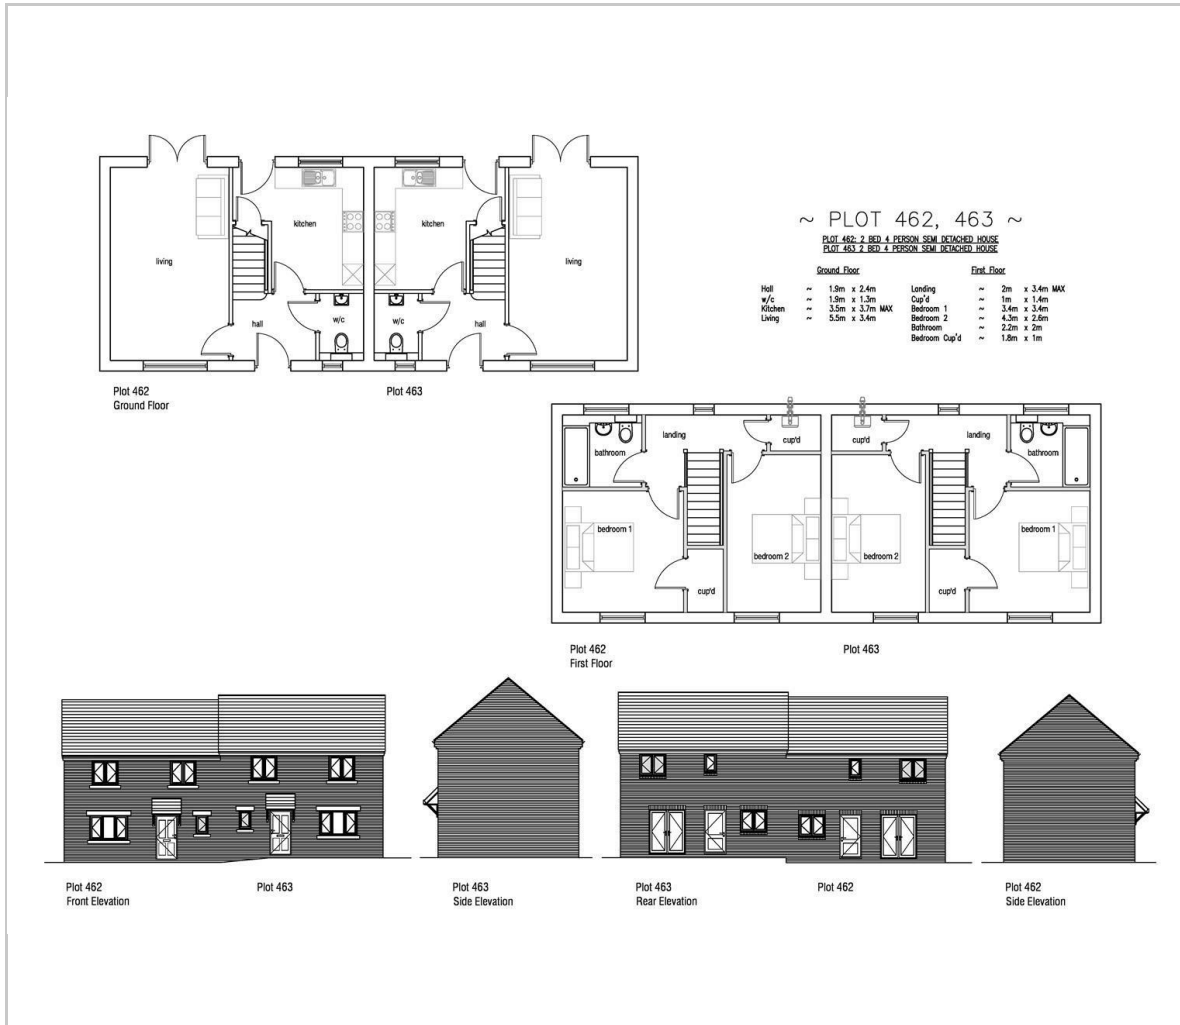 living
kitchen
kitchen
living
hall
w/c
w/c
hall
Plot 462
Ground Floor
Plot 463
~ PLOT 462, 463 ~
PLOT 462: 2 BED 4 PERSON SEMI DETACHED HOUSE
PLOT 463 2 BED 4 PERSON SEMI DETACHED HOUSE
Ground Floor
Hall ~ 1.9m x 2.4m
w/c ~ 1.9m x 1.3m
Kitchen ~ 3.5m x 3.7m MAX
Living ~ 5.5m x 3.4m
First Floor
Landing ~ 2m x 3.4m MAX
Cup'd ~ 1m x 1.4m
Bedroom 1 ~ 3.4m x 3.4m
Bedroom 2 ~ 4.3m x 2.6m
Bathroom ~ 2.2m x 2m
Bedroom Cup'd ~ 1.8m x 1m
landing
cup'd
cup'd
landing
bathroom
bathroom
bedroom 1
bedroom 2
bedroom 2
bedroom 1
cup'd
cup'd
Plot 462
First Floor
Plot 463
Plot 462
Front Elevation
Plot 463
Plot 463
Side Elevation
Plot 463
Rear Elevation
Plot 462
Plot 462
Side Elevation